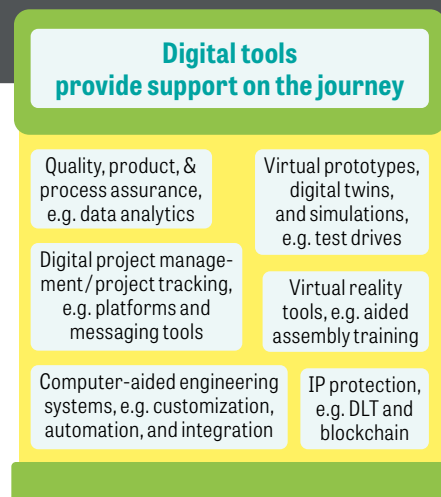 Digital tools
provide support on the journey
Quality, product, &
process assurance,
e.g. data analytics
Virtual prototypes,
digital twins,
and simulations,
e.g. test drives
Digital project manage-
ment/project tracking,
e.g. platforms and
messaging tools
Virtual reality
tools, e.g. aided
assembly training
Computer-aided engineering
systems, e.g. customization,
automation, and integration
IP protection,
e.g. DLT and
blockchain